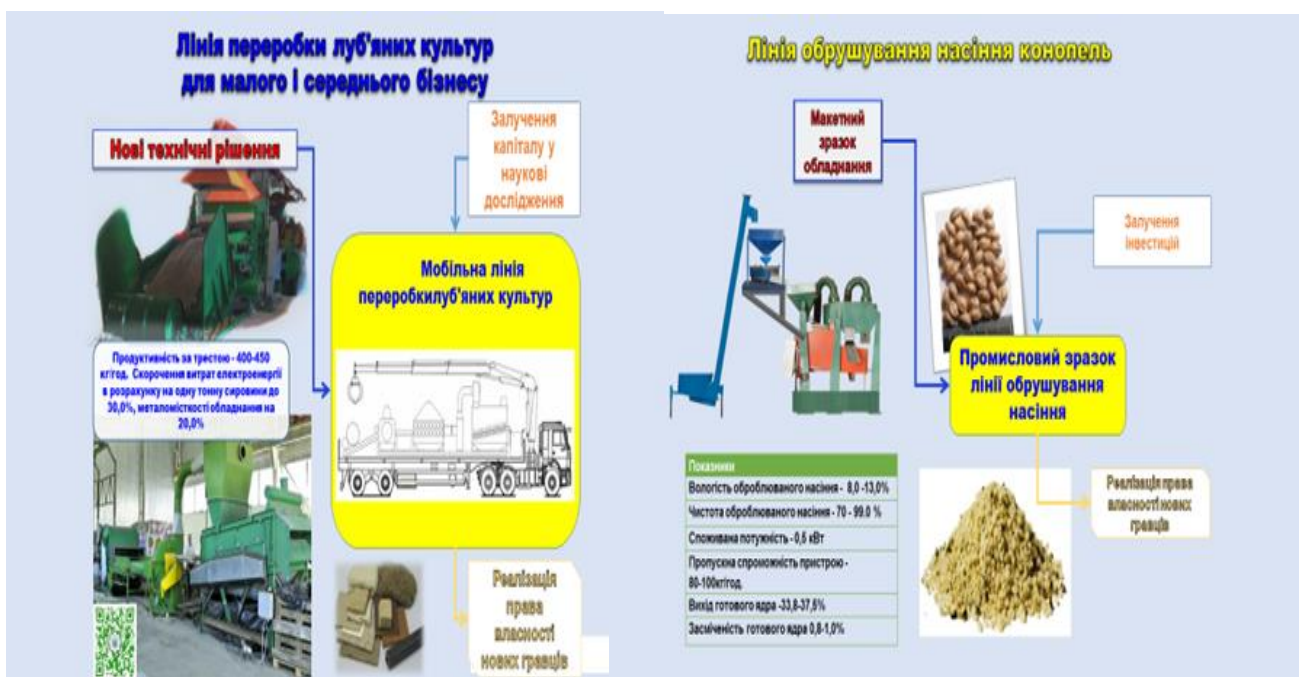 Лінія переробки луб'яних культур
для малого і середнього бізнесу
Нові технічні рішення
Залучення
капіталу у
наукові
дослідження
Мобільна лінія
переробкилуб'яних культур
Продуктивність за трестою - 400-450
кг/год. Скорочення витрат електроенергії
в розрахунку на одну тонну сировини до
30,0%, металомісткості обладнання на
20,0%
Реалізація
права
власності
нових гравців
Лінія обрушування насіння конопель
Макетний
зразок
обладнання
Залучення
інвестицій
Промисловий зразок
лінії обрушування
насіння
Показники
Вологість оброблюваного насіння - 8,0 -13,0%
Чистота оброблюваного насіння - 70 - 99.0 %
Споживана потужність - 0,5 кВт
Пропускна спроможність пристрою -
80-100кг/год.
Вихід готового ядра -33,8-37,5%
Засміченість готового ядра 0,8-1,0%
Реалізація права
власності нових
гравців